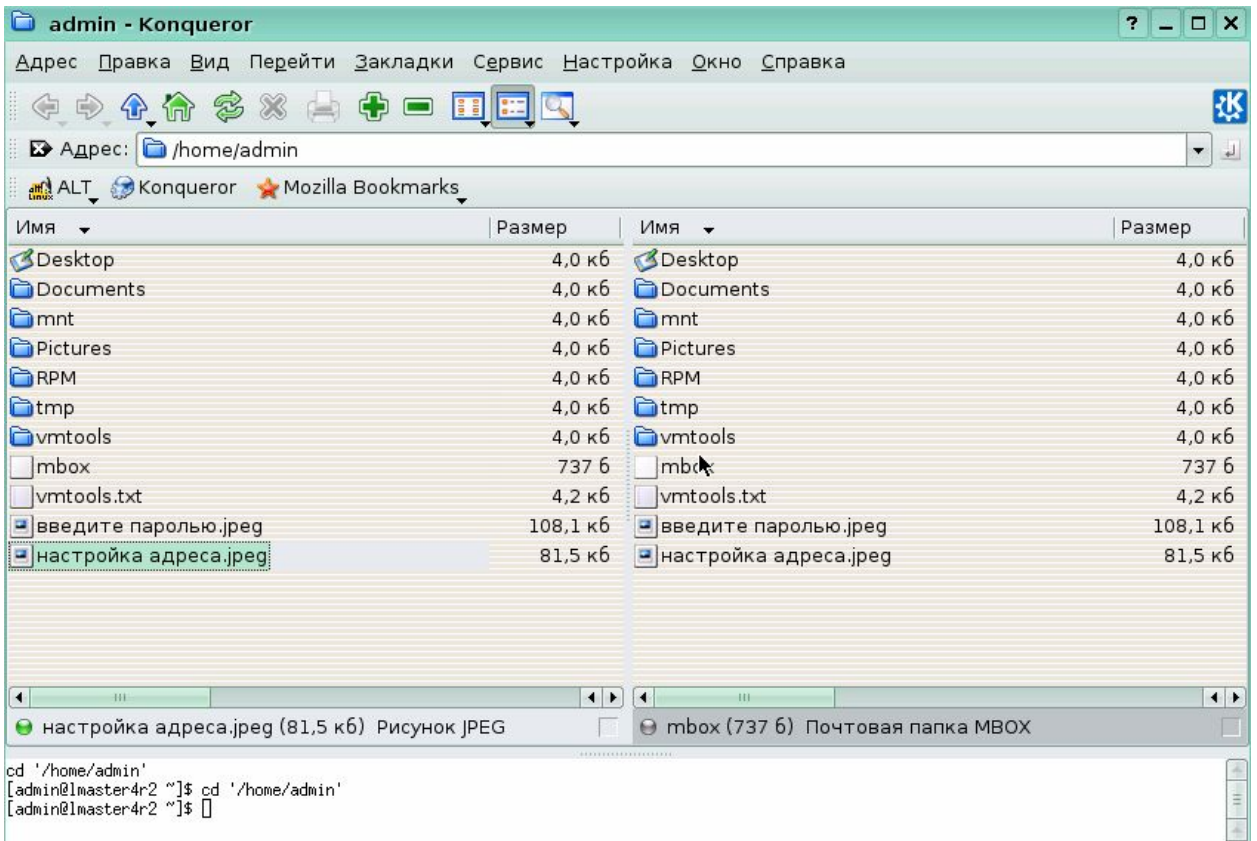 admin - Konqueror
Адрес Правка Вид Перейти Закладки Сервис Настройка Окно Справка
Адрес: /home/admin
ALT Konqueror Mozilla Bookmarks
Имя Размер Имя Размер
Desktop 4,0 кб Desktop 4,0 кб
Documents 4,0 кб Documents 4,0 кб
mnt 4,0 кб mnt 4,0 кб
Pictures 4,0 кб Pictures 4,0 кб
RPM 4,0 кб RPM 4,0 кб
tmp 4,0 кб tmp 4,0 кб
vmtools 4,0 кб vmtools 4,0 кб
mbox 737 б mbox 737 б
vmtools.txt 4,2 кб vmtools.txt 4,2 кб
введите паролью.jpeg 108,1 кб введите паролью.jpeg 108,1 кб
настройка адреса.jpeg 81,5 кб настройка адреса.jpeg 81,5 кб
настройка адреса.jpeg (81,5 кб) Рисунок JPEG mbox (737 б) Почтовая папка MBOX
cd '/home/admin'
[admin@lmaster4r2 ~]$ cd '/home/admin'
[admin@lmaster4r2 ~]$